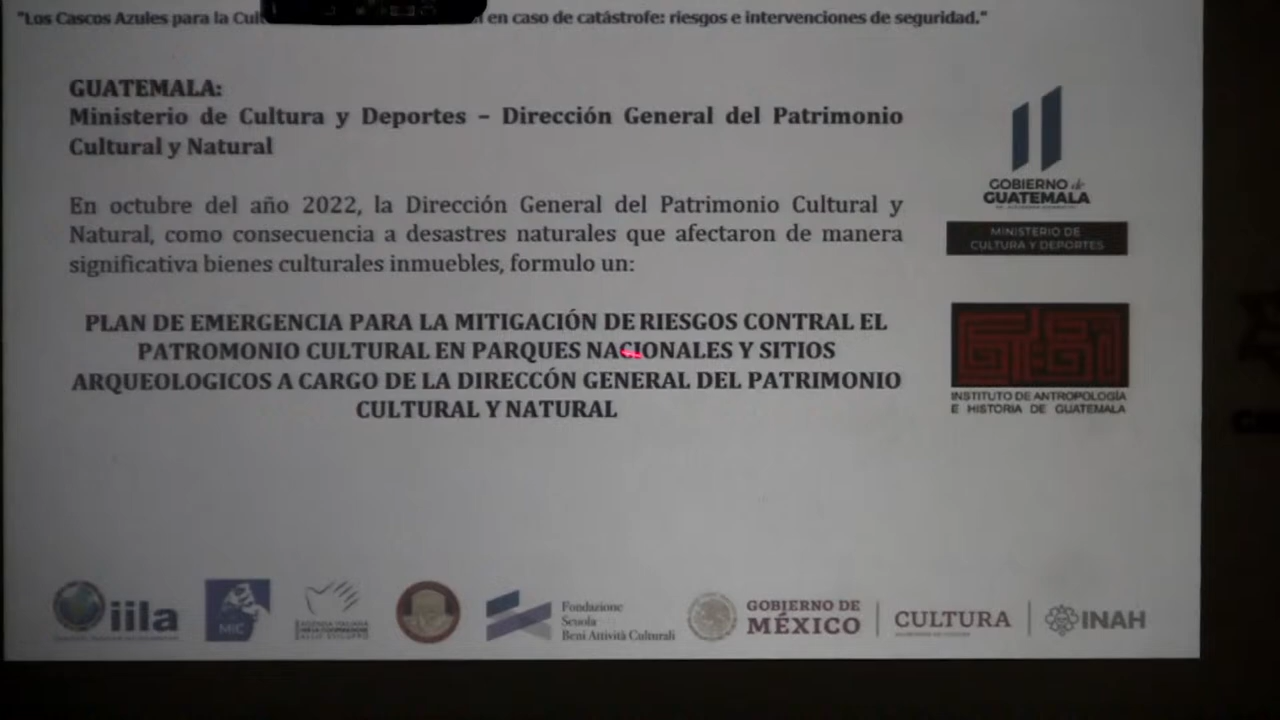 "Los Cascos Azules para la Cult en caso de catástrofe: riesgos e intervenciones de seguridad."
GUATEMALA:
Ministerio de Cultura y Deportes – Dirección General del Patrimonio
Cultural y Natural
En octubre del año 2022, la Dirección General del Patrimonio Cultural y
Natural, como consecuencia a desastres naturales que afectaron de manera
significativa bienes culturales inmuebles, formulo un:
PLAN DE EMERGENCIA PARA LA MITIGACIÓN DE RIESGOS CONTRAL EL
PATROMONIO CULTURAL EN PARQUES NACIONALES Y SITIOS
ARQUEOLOGICOS A CARGO DE LA DIRECCÓN GENERAL DEL PATRIMONIO
CULTURAL Y NATURAL
GOBIERNO de
GUATEMALA
MINISTERIO DE
CULTURA Y DEPORTES
INSTITUTO DE ANTROPOLOGÍA
E HISTORIA DE GUATEMALA
iila
MIC
AGENZIA ITALIANA
Fondazione
Scuola
Beni Attività Culturali
GOBIERNO DE
MÉXICO
CULTURA
INAH